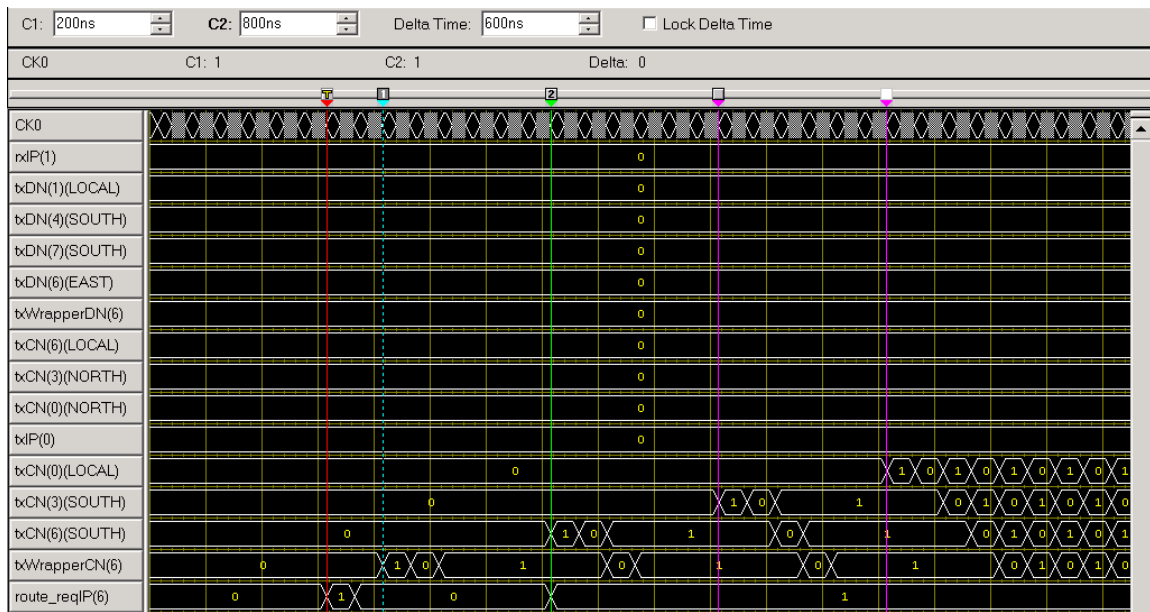 C1: 200ns C2: 800ns Delta Time: 600ns Lock Delta Time
CK0 C1: 1 C2: 1 Delta: 0
T 1 2
CK0
rxIP(1) 0
txDN(1)(LOCAL) 0
txDN(4)(SOUTH) 0
txDN(7)(SOUTH) 0
txDN(6)(EAST) 0
txWrapperDN(6) 0
txCN(6)(LOCAL) 0
txCN(3)(NORTH) 0
txCN(0)(NORTH) 0
txIP(0) 0
txCN(0)(LOCAL) 0 1 0 1 0 1 0 1 0 1
txCN(3)(SOUTH) 0 1 0 1 0 1 0 1 0 1 0
txCN(6)(SOUTH) 0 1 0 1 0 1 0 1 0 1 0 1
txWrapperCN(6) 0 1 0 1 0 1 0 1 0 1 0 1 0
route_reqIP(6) 0 1 0 1